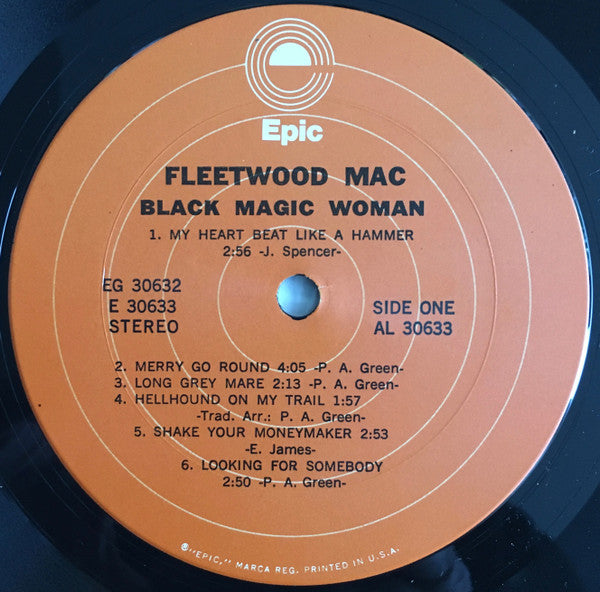 Epic
FLEETWOOD MAC
BLACK MAGIC WOMAN
1. MY HEART BEAT LIKE A HAMMER
2:56 -J. Spencer-
EG 30632
E 30633
STEREO
SIDE ONE
AL 30633
2. MERRY GO ROUND 4:05 -P. A. Green-
3. LONG GREY MARE 2:13 -P. A. Green-
4. HELLHOUND ON MY TRAIL 1:57
-Trad. Arr.: P. A. Green-
5. SHAKE YOUR MONEYMAKER 2:53
-E. James-
6. LOOKING FOR SOMEBODY
2:50 -P. A. Green-
®"EPIC," MARCA REG. PRINTED IN U.S.A.